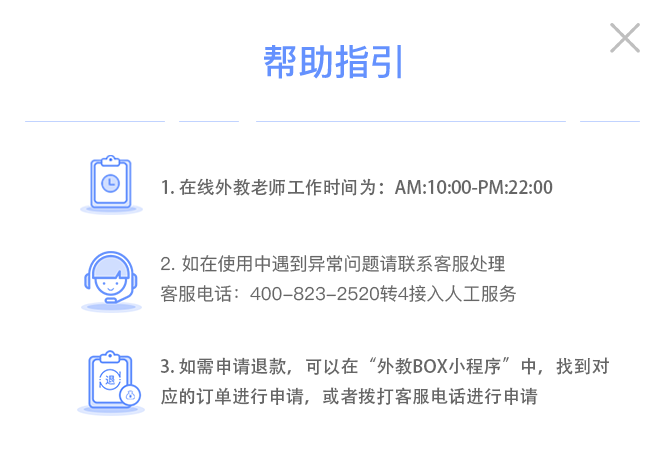 帮助指引
1. 在线外教老师工作时间为：AM:10:00-PM:22:00
2. 如在使用中遇到异常问题请联系客服处理
客服电话：400-823-2520转4接入人工服务
3. 如需申请退款，可以在“外教BOX小程序”中，找到对
应的订单进行申请，或者拨打客服电话进行申请
退